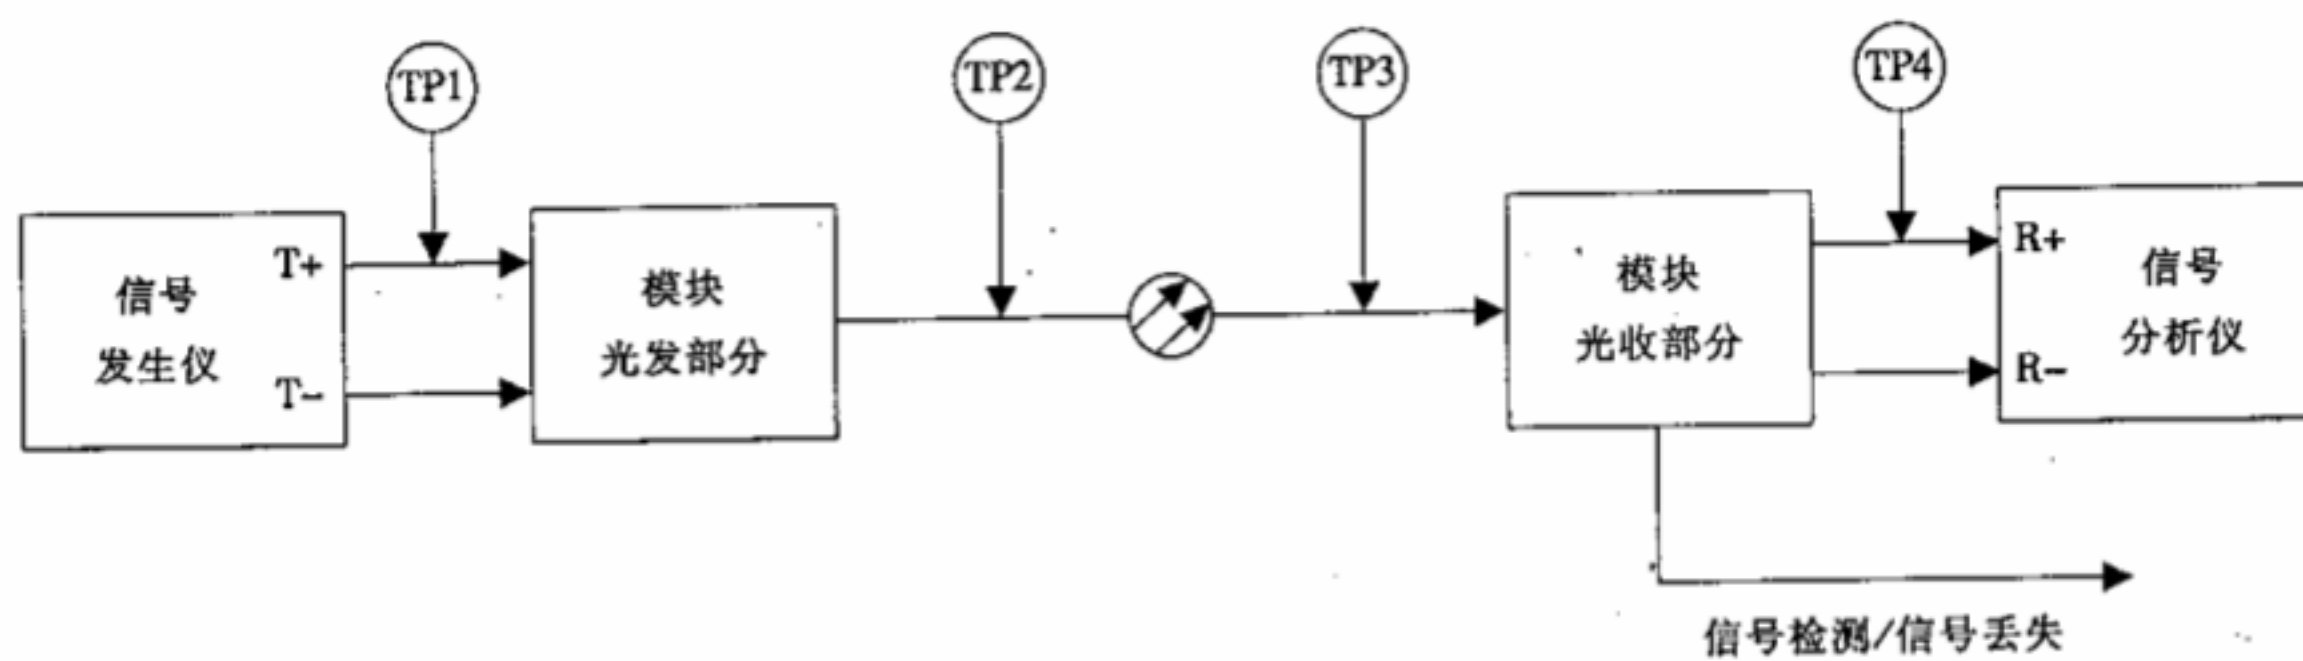 TP1
TP2
TP3
TP4
信号
发生仪
T+
T-
模块
光发部分
模块
光收部分
R+
R-
信号
分析仪
信号检测/信号丢失